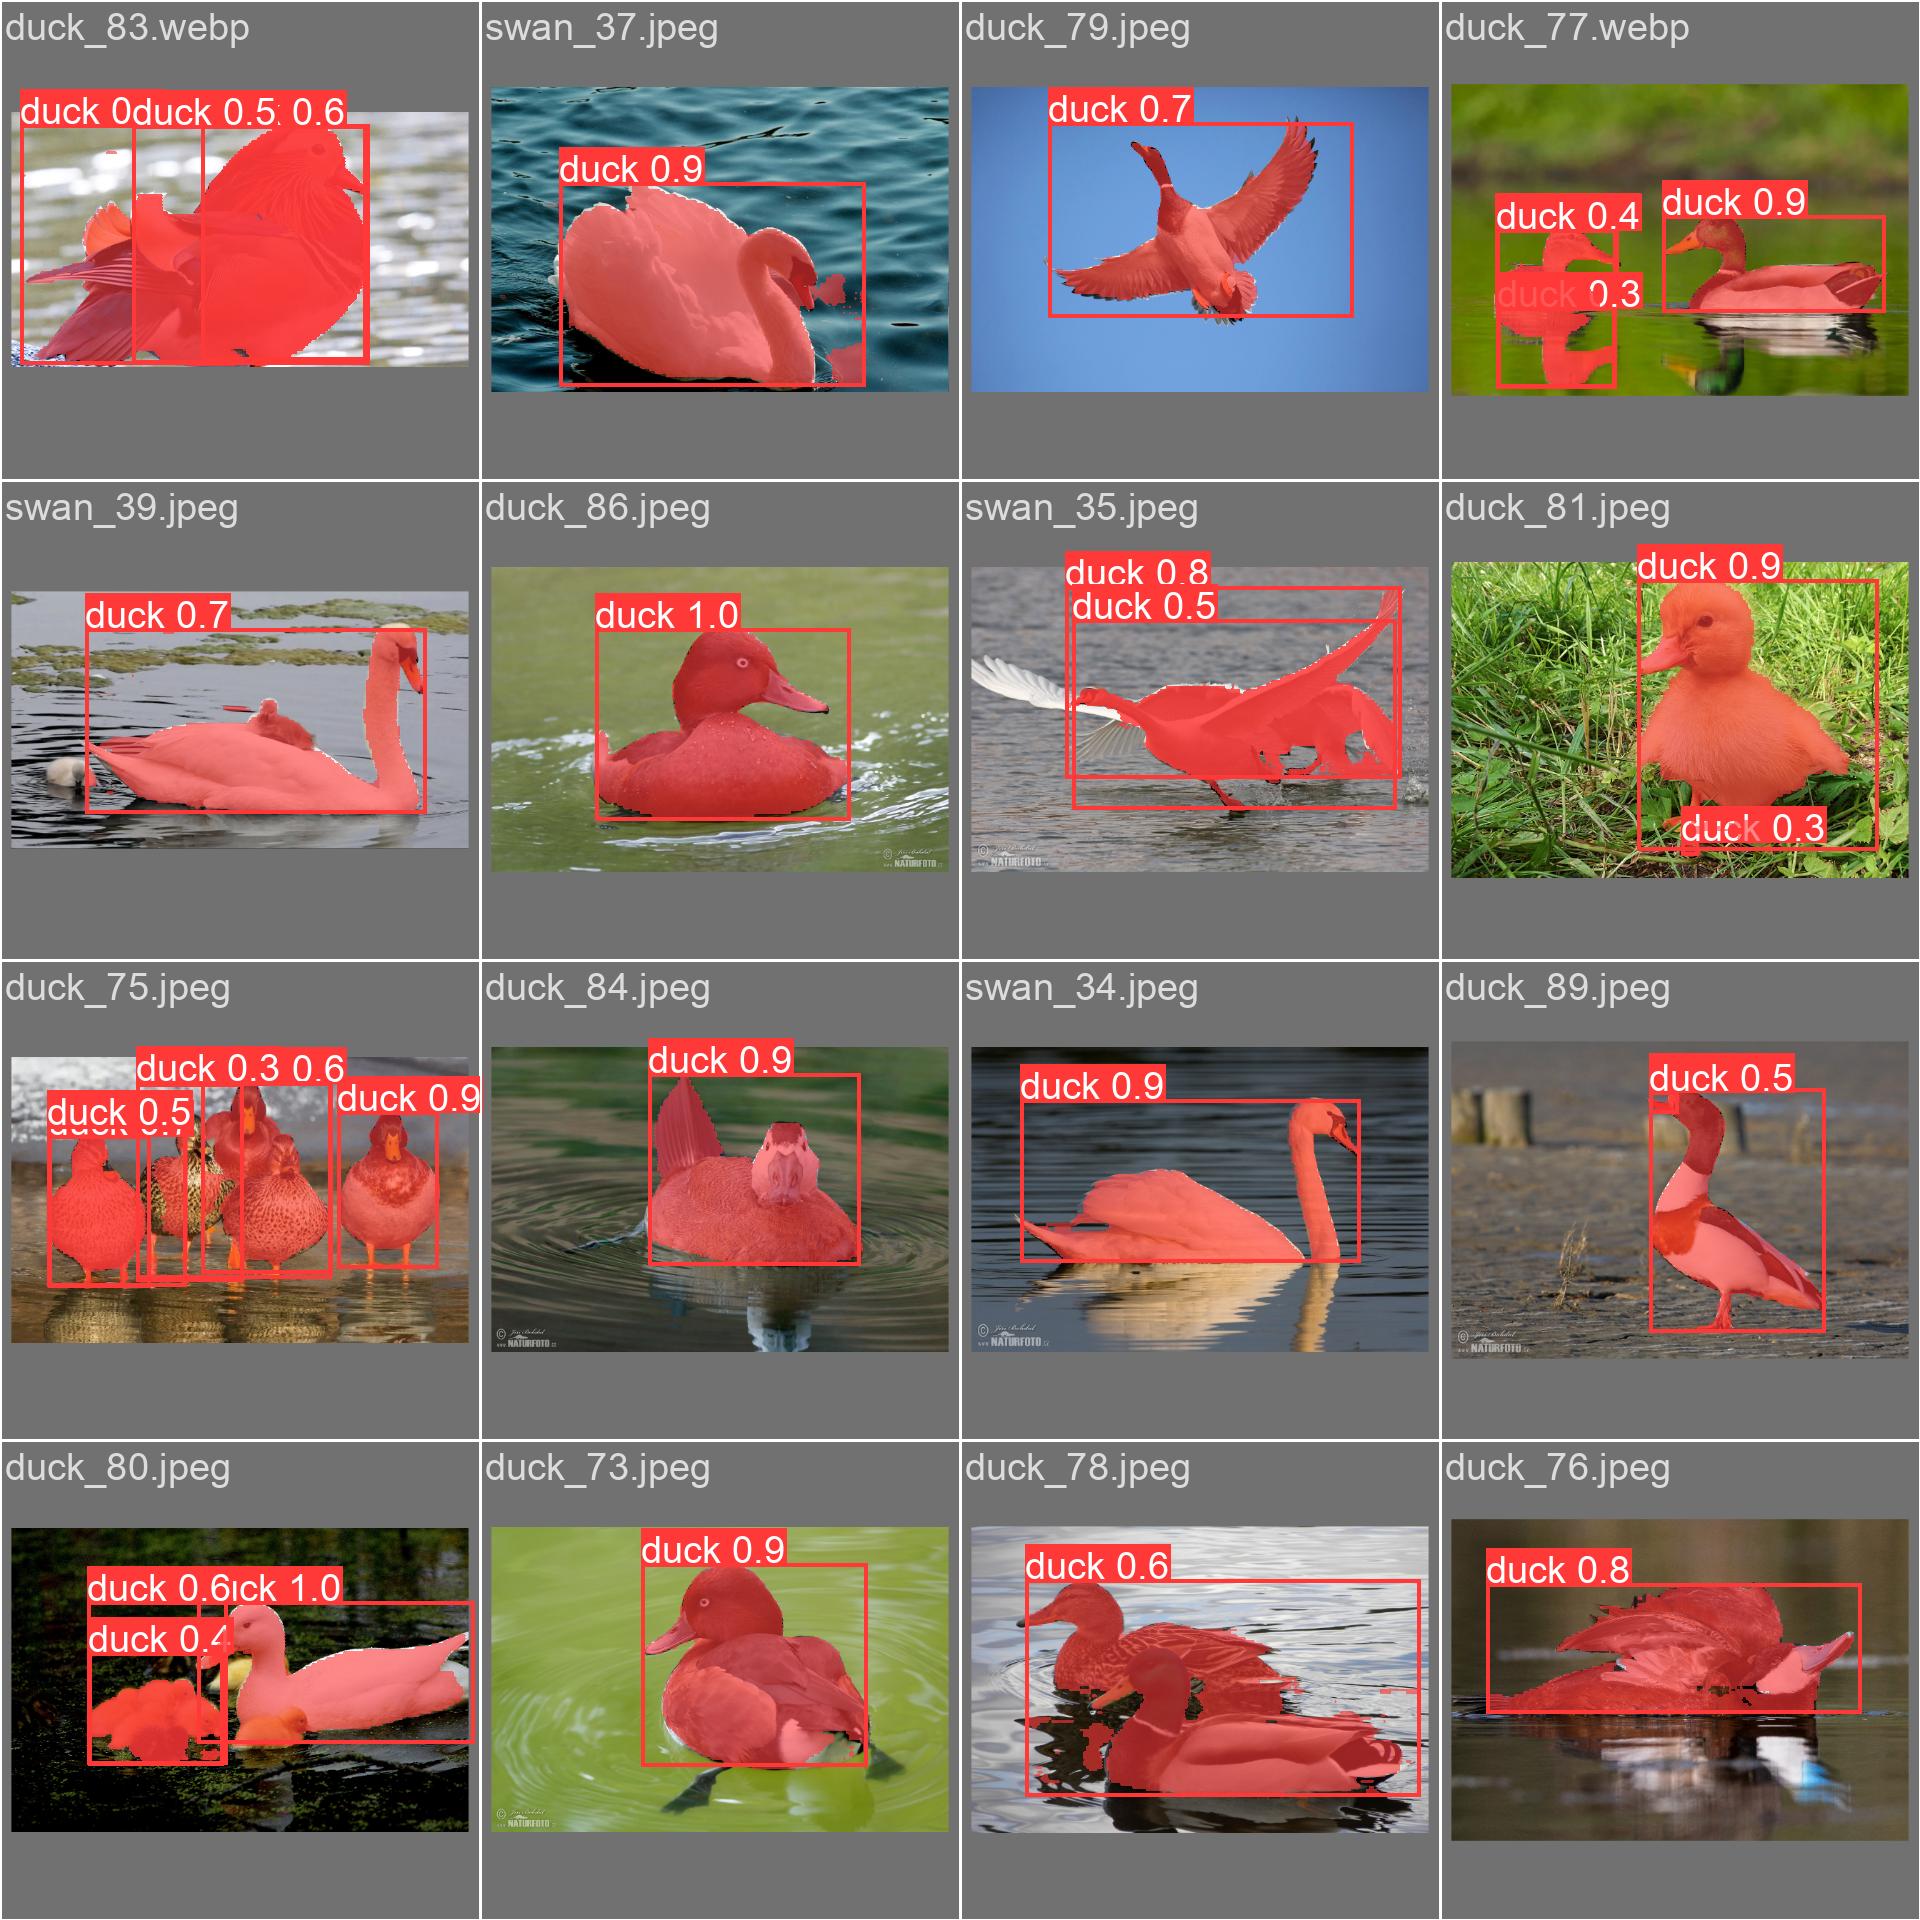 duck_83.webp
duck 0
duck 0.5
0.6
swan_37.jpeg
duck 0.9
duck_79.jpeg
duck 0.7
duck_77.webp
duck 0.4
duck 0.9
duck 0.3
swan_39.jpeg
duck 0.7
duck_86.jpeg
duck 1.0
NATURFOTO
swan_35.jpeg
duck 0.8
duck 0.5
NATURFOTO
duck_81.jpeg
duck 0.9
duck 0.3
duck_75.jpeg
duck 0.3
0.6
duck 0.5
duck 0.9
duck_84.jpeg
duck 0.9
NATURFOTO
swan_34.jpeg
duck 0.9
NATURFOTO
duck_89.jpeg
duck 0.5
NATURFOTO
duck_80.jpeg
duck 0.6
ick 1.0
duck 0.4
duck_73.jpeg
duck 0.9
NATURFOTO
duck_78.jpeg
duck 0.6
duck_76.jpeg
duck 0.8